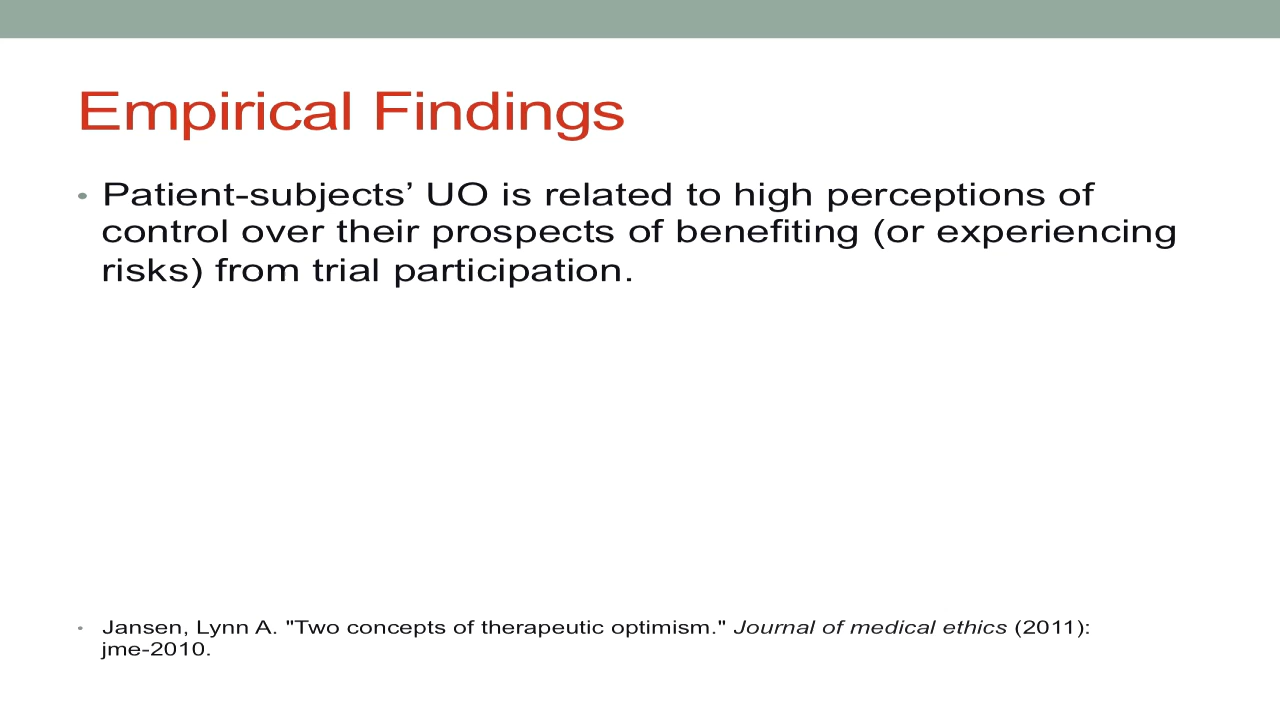 Empirical Findings
• Patient-subjects’ UO is related to high perceptions of
control over their prospects of benefiting (or experiencing
risks) from trial participation.
• Jansen, Lynn A. "Two concepts of therapeutic optimism." Journal of medical ethics (2011):
jme-2010.